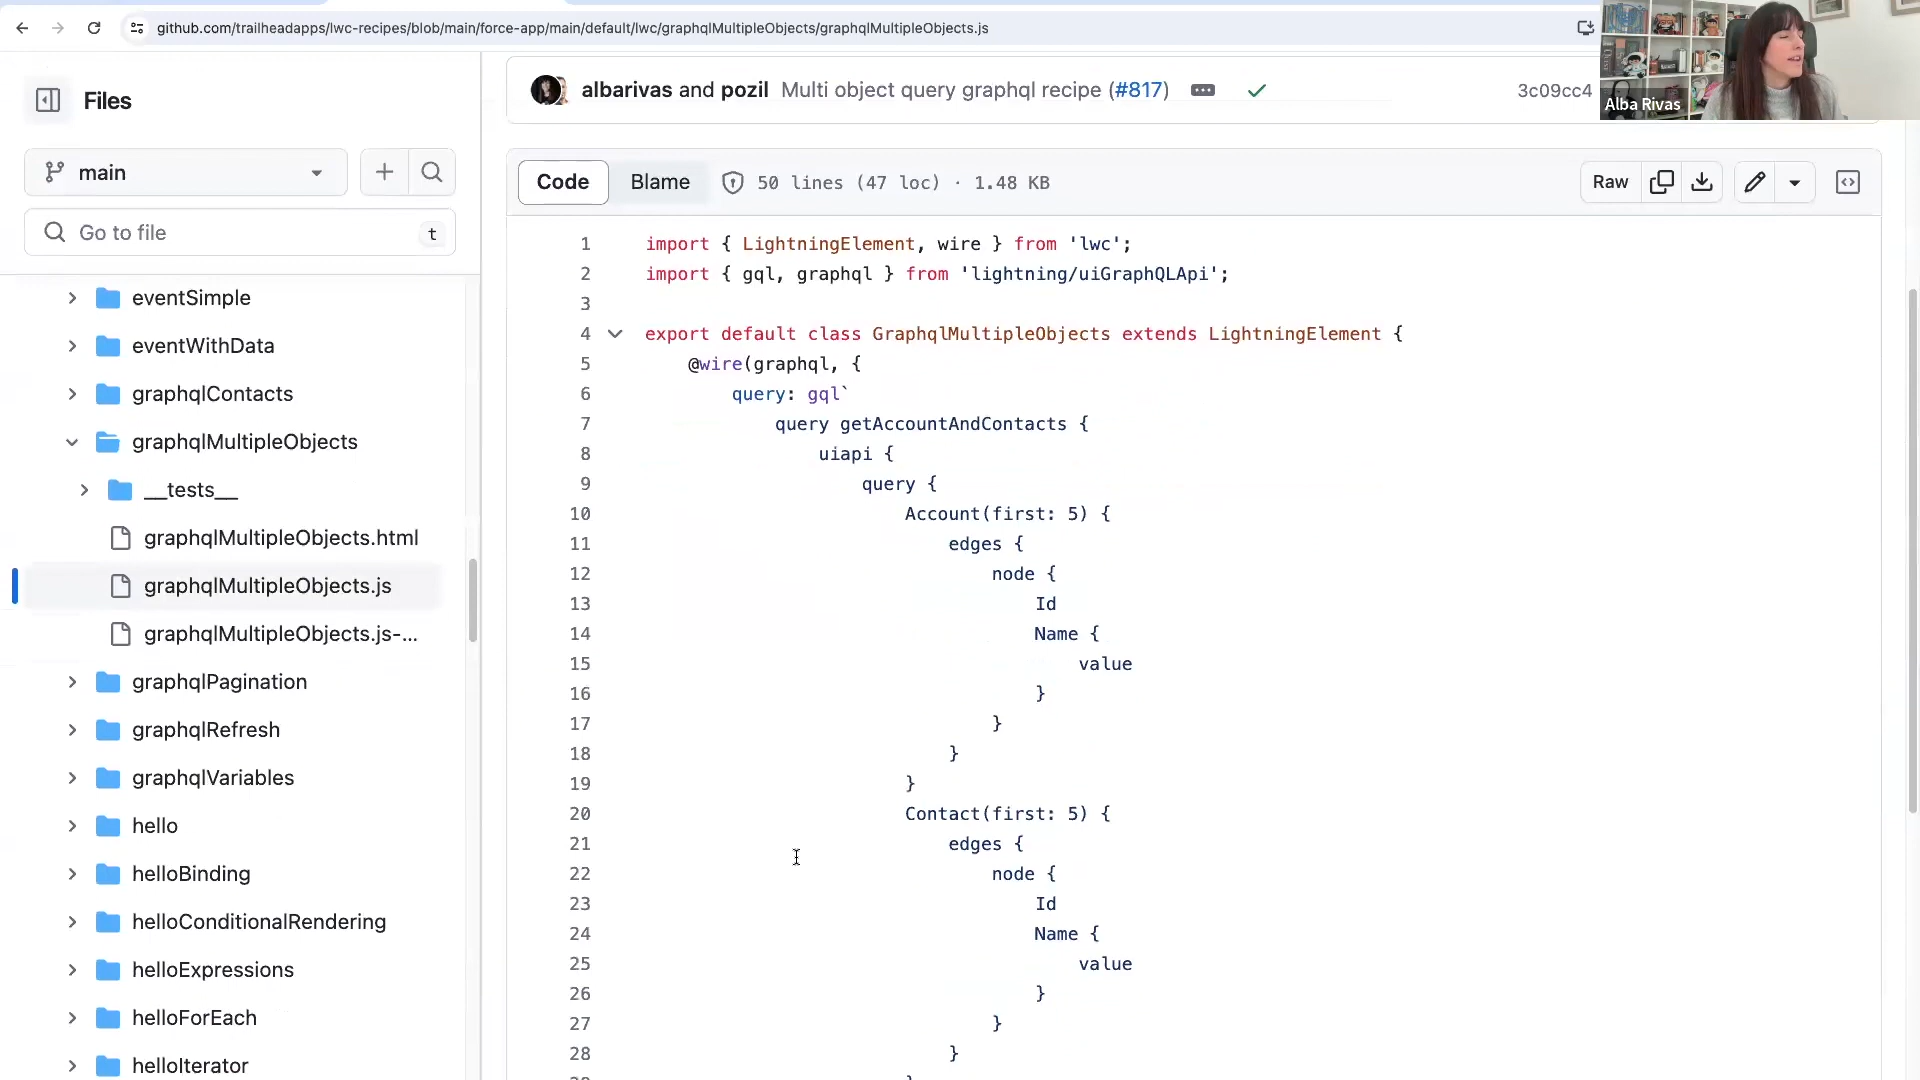 github.com/trailheadapps/lwc-recipes/blob/main/force-app/main/default/lwc/graphqlMultipleObjects/graphqlMultipleObjects.js
Alba Rivas
Files
main
Go to file
t
eventSimple
eventWithData
graphqlContacts
graphqlMultipleObjects
__tests__
graphqlMultipleObjects.html
graphqlMultipleObjects.js
graphqlMultipleObjects.js-...
graphqlPagination
graphqlRefresh
graphqlVariables
hello
helloBinding
helloConditionalRendering
helloExpressions
helloForEach
helloIterator
albarivas and pozil Multi object query graphql recipe (#817)
3c09cc4
Code Blame 50 lines (47 loc) · 1.48 KB
Raw
1 import { LightningElement, wire } from 'lwc';
2 import { gql, graphql } from 'lightning/uiGraphQLApi';
3
4 export default class GraphqlMultipleObjects extends LightningElement {
5 @wire(graphql, {
6 query: gql`
7 query getAccountAndContacts {
8 uiapi {
9 query {
10 Account(first: 5) {
11 edges {
12 node {
13 Id
14 Name {
15 value
16 }
17 }
18 }
19 }
20 Contact(first: 5) {
21 edges {
22 node {
23 Id
24 Name {
25 value
26 }
27 }
28 }